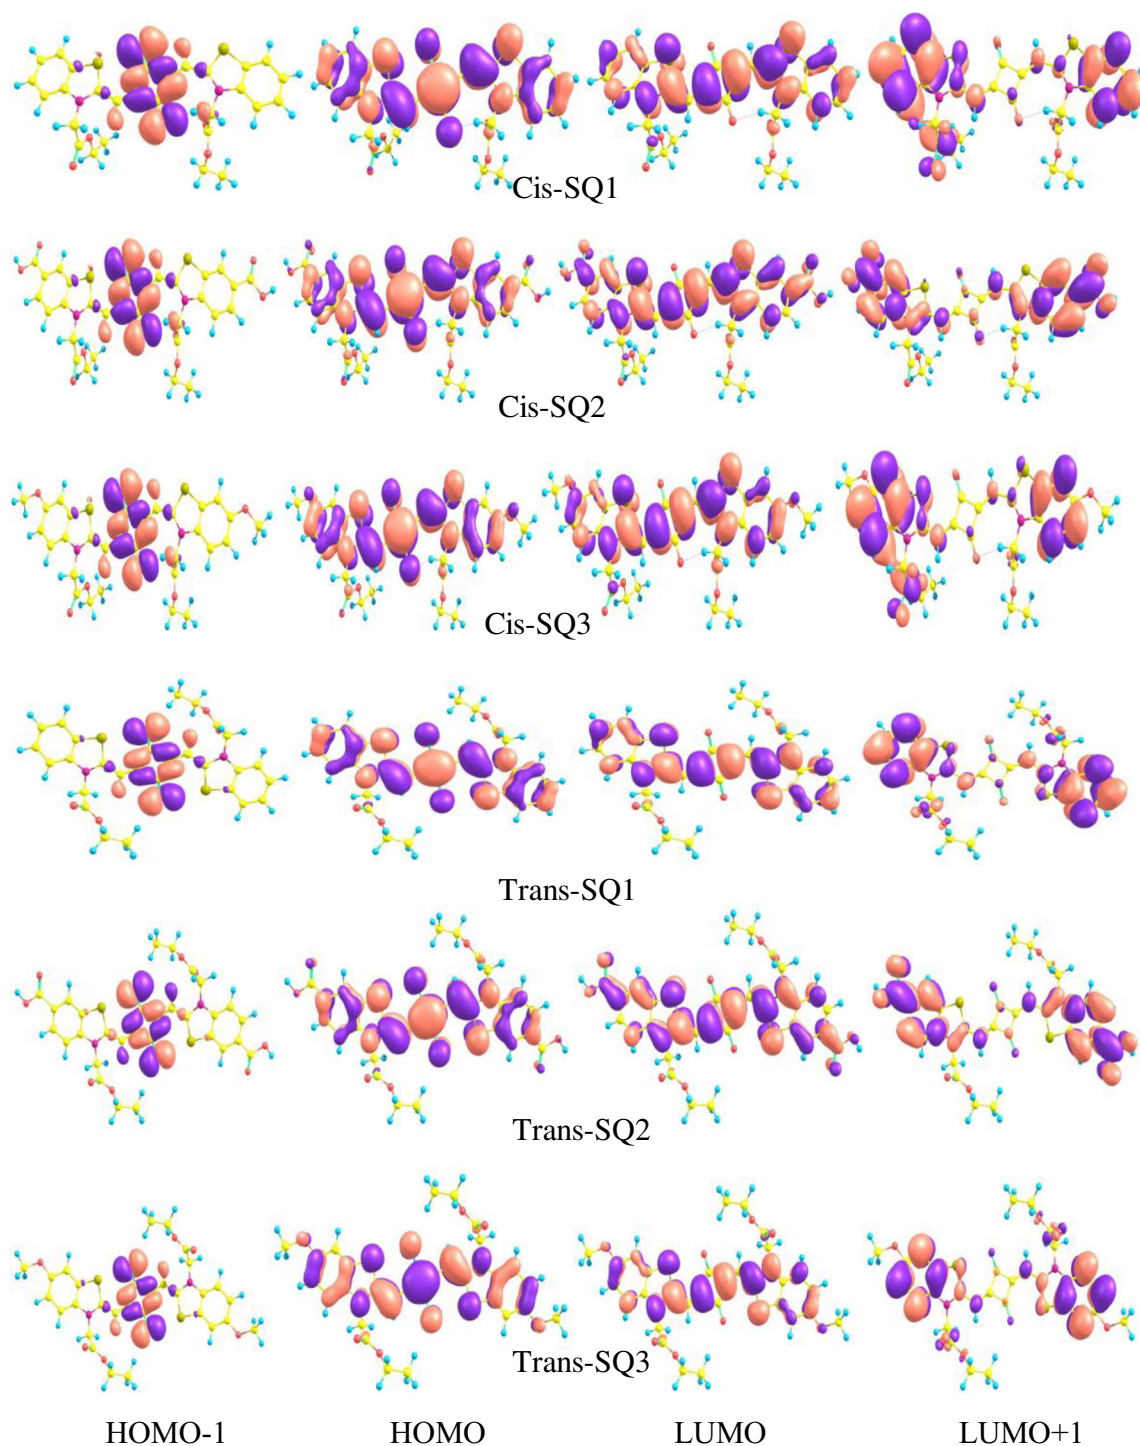 Cis-SQ1
Cis-SQ2
Cis-SQ3
Trans-SQ1
Trans-SQ2
Trans-SQ3
HOMO-1 HOMO LUMO LUMO+1